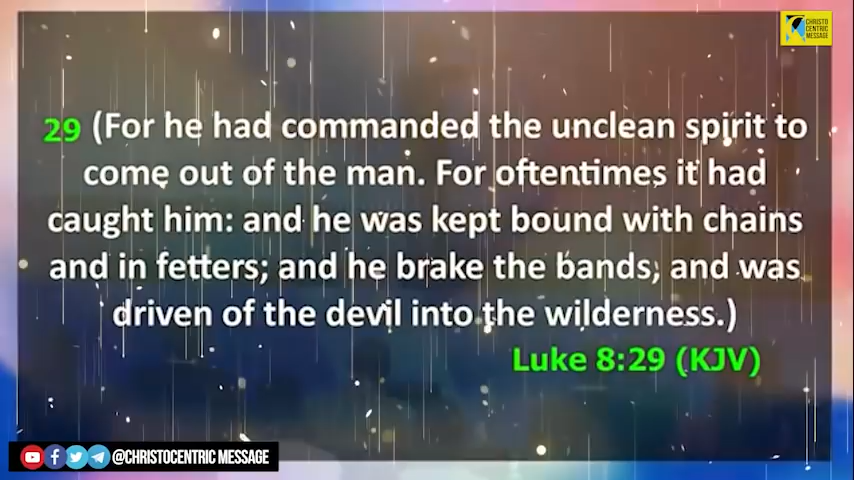 CHRISTO
CENTRIC
MESSAGE
29 (For he had commanded the unclean spirit to
come out of the man. For oftentimes it had
caught him: and he was kept bound with chains
and in fetters; and he brake the bands, and was
driven of the devil into the wilderness.)
Luke 8:29 (KJV)
@CHRISTOCENTRIC MESSAGE